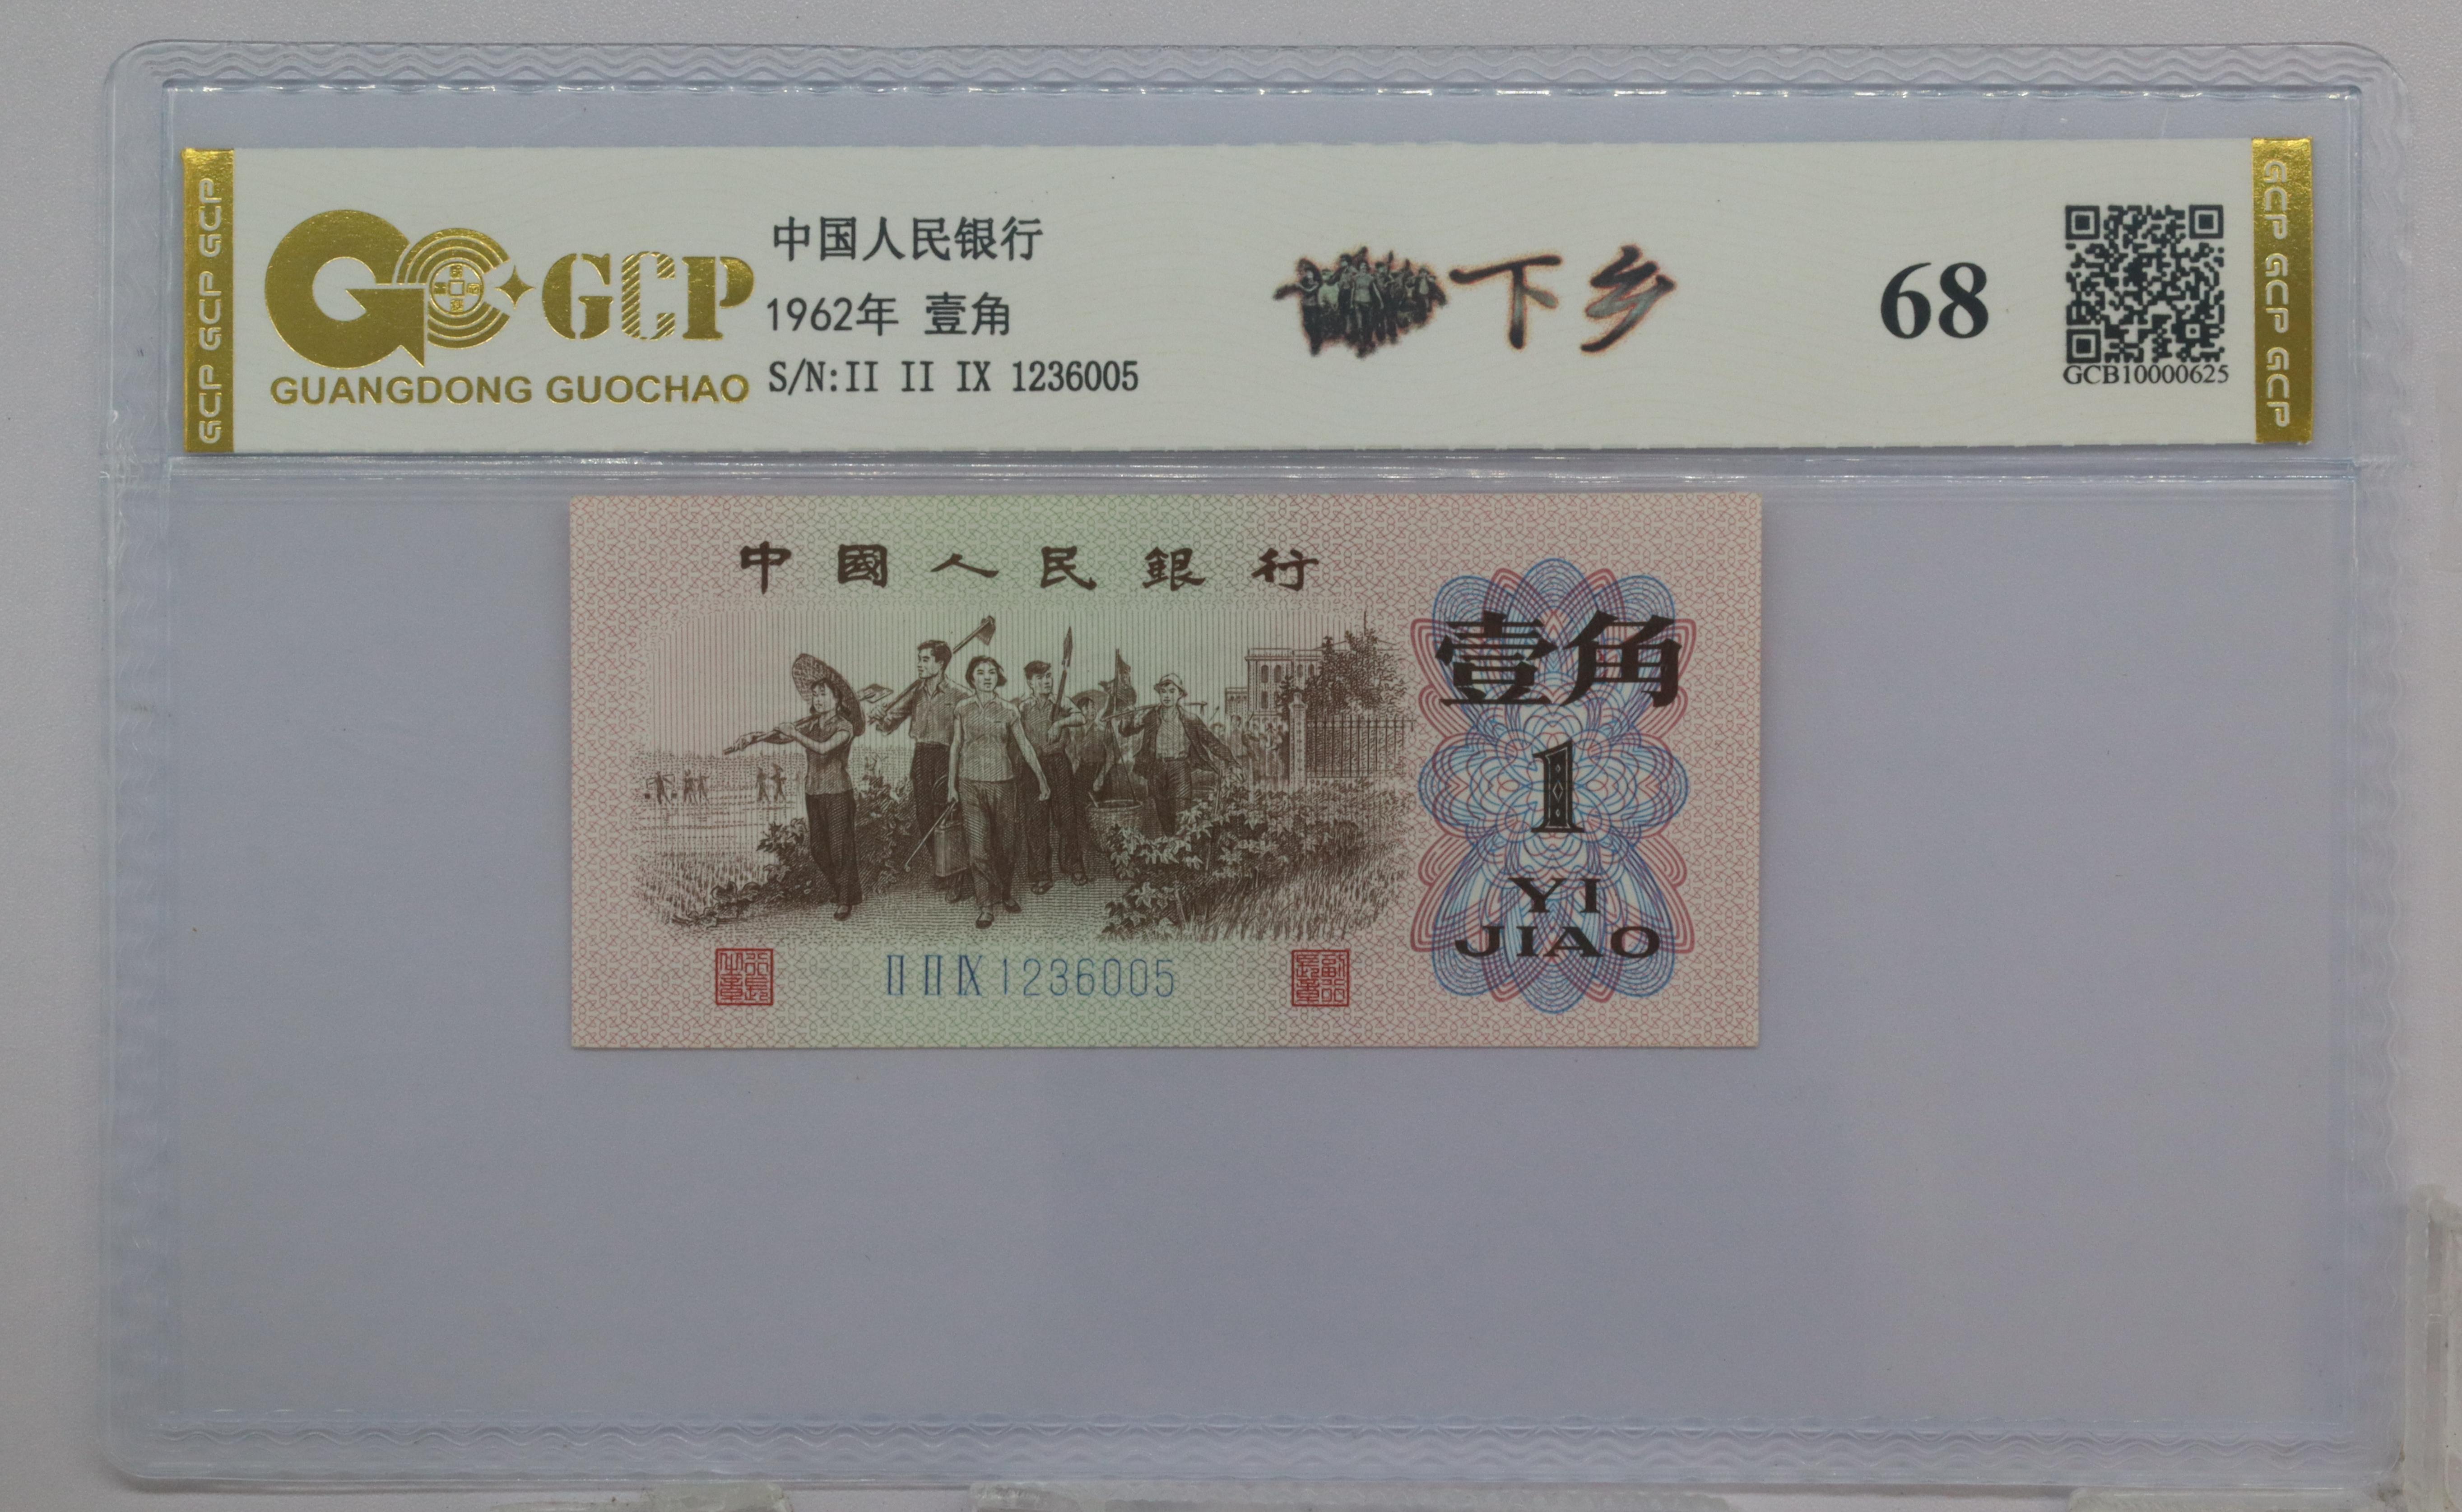 GCP GCP GCP
GCP
GUANGDONG GUOCHAO
中国人民银行
1962年 壹角
S/N:II II IX 1236005
下乡
68
GCB10000625
GCP GCP GCP
中國人民銀行
壹角
1
YI
JIAO
II II IX 1236005